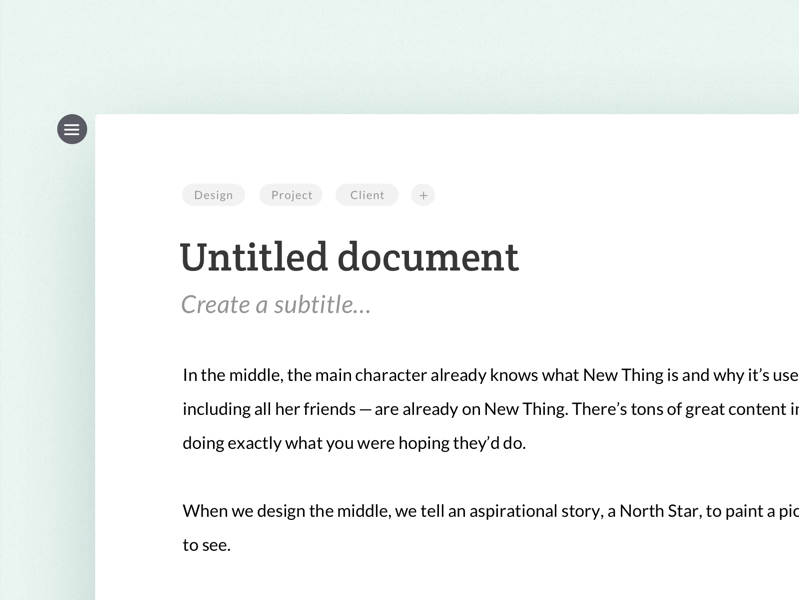 Design Project Client +
Untitled document
Create a subtitle...
In the middle, the main character already knows what New Thing is and why it’s use
including all her friends — are already on New Thing. There’s tons of great content in
doing exactly what you were hoping they’d do.
When we design the middle, we tell an aspirational story, a North Star, to paint a pic
to see.